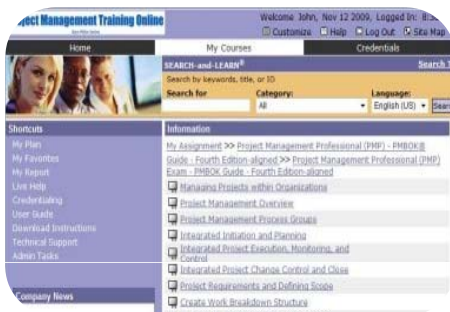 ject Management Training Online
Welcome John, Nov 12 2009, Logged In: 8:3
Customize Help Log Out Site Map
Home My Courses Credentials
SEARCH-and-LEARN® Search
Search by keywords, title, or ID
Search for Category: Language:
All English (US) Sear
Shortcuts
My Plan
My Favorites
My Report
Live Help
Credentialing
User Guide
Download Instructions
Technical Support
Admin Tasks
Company News
Information
My Assignment >> Project Management Professional (PMP) - PMBOK®
Guide - Fourth Edition-aligned >> Project Management Professional (PMP)
Exam - PMBOK Guide - Fourth Edition-aligned
Managing Projects within Organizations
Project Management Overview
Project Management Process Groups
Integrated Initiation and Planning
Integrated Project Execution, Monitoring, and
Control
Integrated Project Change Control and Close
Project Requirements and Defining Scope
Create Work Breakdown Structure